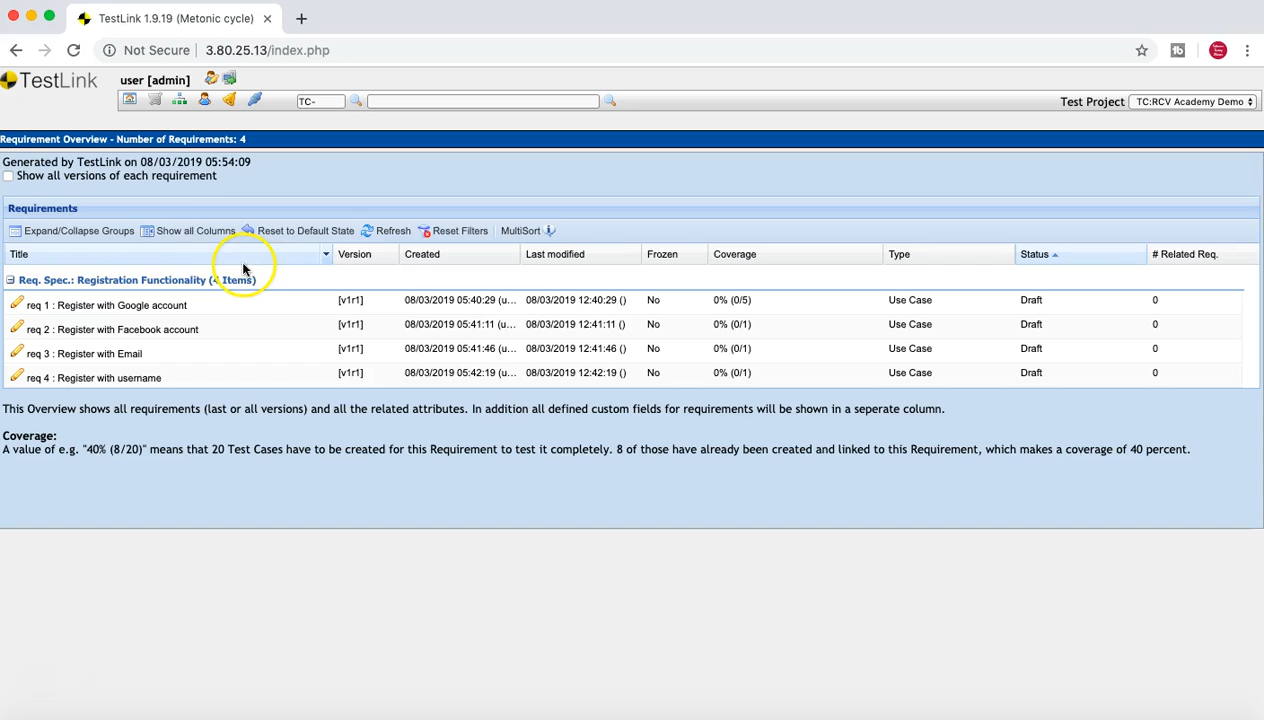 TestLink 1.9.19 (Metonic cycle)
Not Secure 3.80.25.13/index.php
TestLink user [admin]
TC-
Test Project TC:RCV Academy Demo
Requirement Overview - Number of Requirements: 4
Generated by TestLink on 08/03/2019 05:54:09
Show all versions of each requirement
Requirements
Expand/Collapse Groups Show all Columns Reset to Default State Refresh Reset Filters MultiSort
Title Version Created Last modified Frozen Coverage Type Status # Related Req.
Req. Spec.: Registration Functionality (4 Items)
req 1 : Register with Google account [v1r1] 08/03/2019 05:40:29 (u... 08/03/2019 12:40:29 () No 0% (0/5) Use Case Draft 0
req 2 : Register with Facebook account [v1r1] 08/03/2019 05:41:11 (u... 08/03/2019 12:41:11 () No 0% (0/1) Use Case Draft 0
req 3 : Register with Email [v1r1] 08/03/2019 05:41:46 (u... 08/03/2019 12:41:46 () No 0% (0/1) Use Case Draft 0
req 4 : Register with username [v1r1] 08/03/2019 05:42:19 (u... 08/03/2019 12:42:19 () No 0% (0/1) Use Case Draft 0
This Overview shows all requirements (last or all versions) and all the related attributes. In addition all defined custom fields for requirements will be shown in a seperate column.
Coverage:
A value of e.g. "40% (8/20)" means that 20 Test Cases have to be created for this Requirement to test it completely. 8 of those have already been created and linked to this Requirement, which makes a coverage of 40 percent.